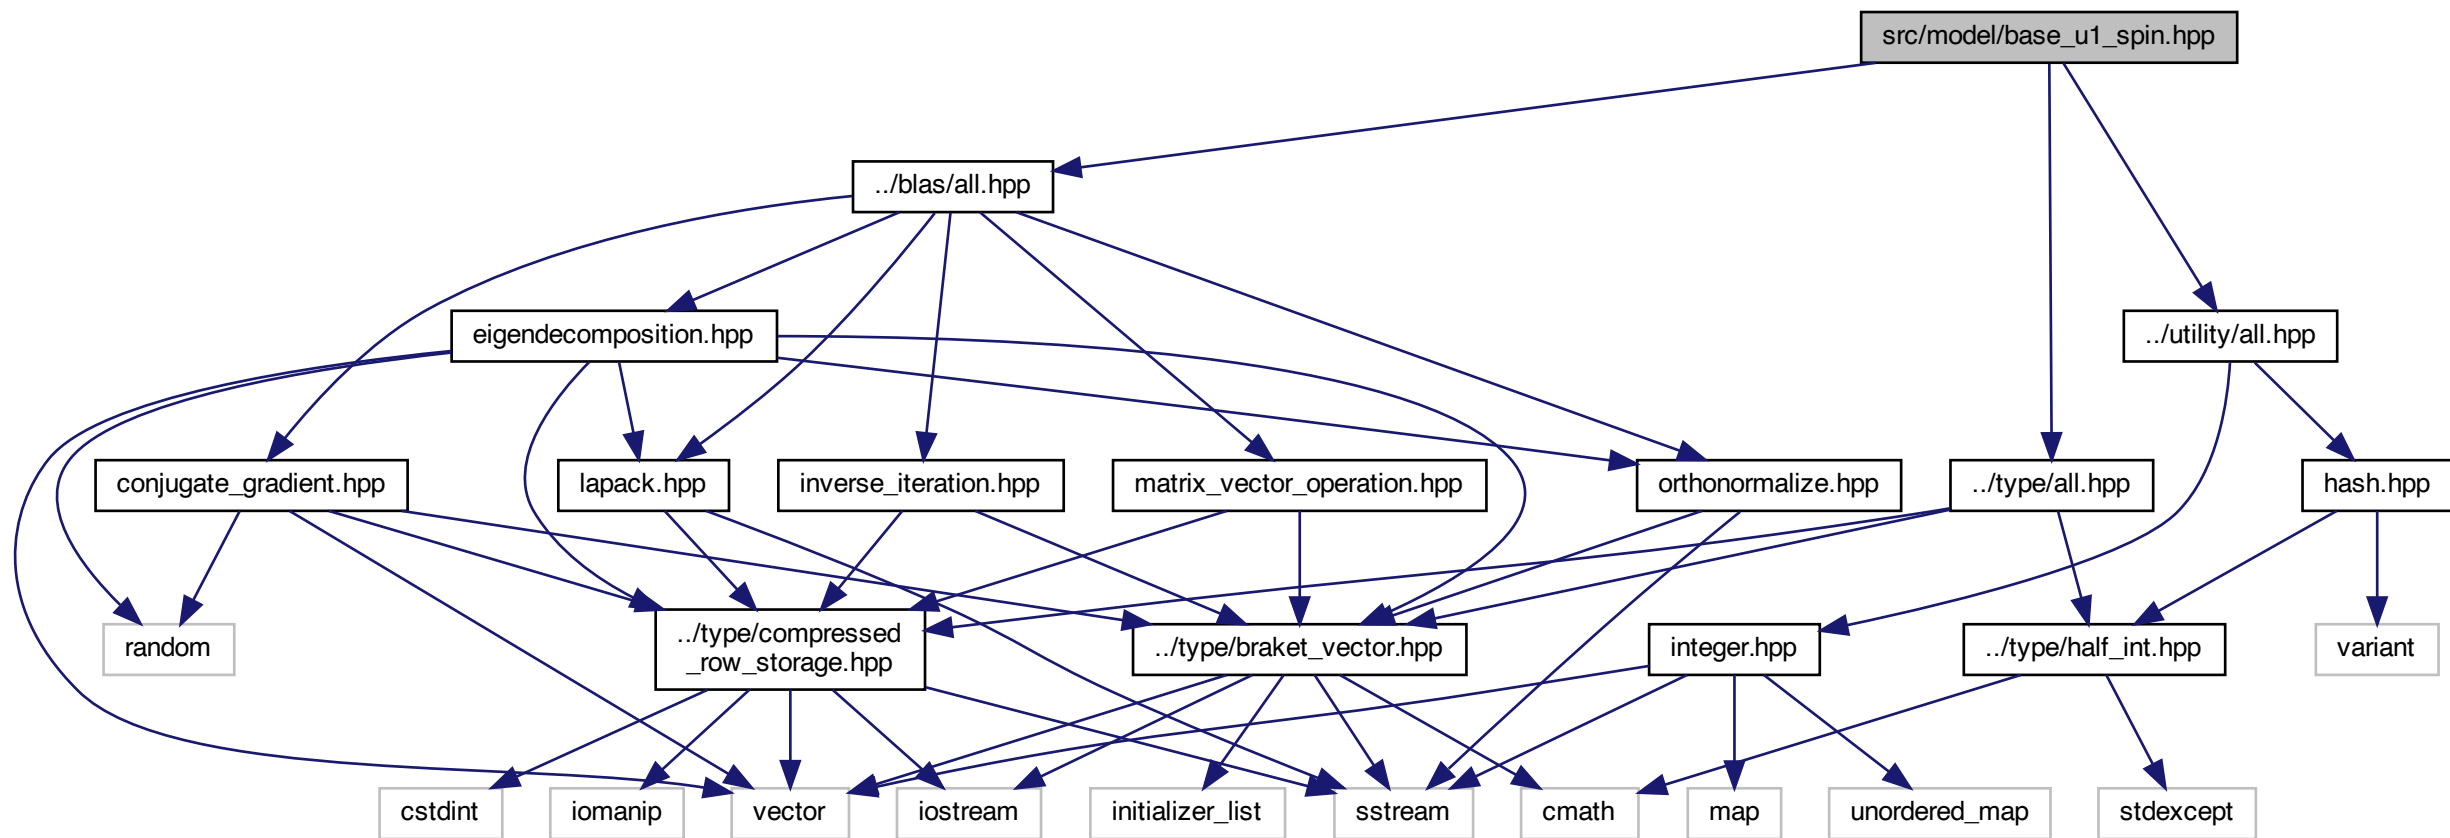 src/model/base_u1_spin.hpp
../blas/all.hpp
eigendecomposition.hpp
../utility/all.hpp
conjugate_gradient.hpp
lapack.hpp
inverse_iteration.hpp
matrix_vector_operation.hpp
orthonormalize.hpp
../type/all.hpp
hash.hpp
random
../type/compressed
_row_storage.hpp
../type/braket_vector.hpp
integer.hpp
../type/half_int.hpp
variant
cstdint
iomanip
vector
iostream
initializer_list
sstream
cmath
map
unordered_map
stdexcept